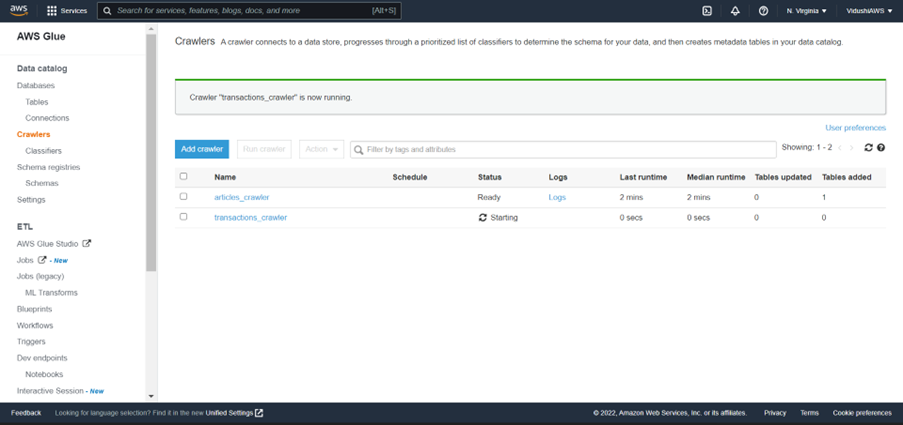 aws Services Search for services, features, blogs, docs, and more [Alt+S] N. Virginia VidushiAWS
AWS Glue
Data catalog
Databases
Tables
Connections
Crawlers
Classifiers
Schema registries
Schemas
Settings
ETL
AWS Glue Studio
Jobs - New
Jobs (legacy)
ML Transforms
Blueprints
Workflows
Triggers
Dev endpoints
Notebooks
Interactive Session - New
Crawlers A crawler connects to a data store, progresses through a prioritized list of classifiers to determine the schema for your data, and then creates metadata tables in your data catalog.
Crawler "transactions_crawler" is now running.
User preferences
Add crawler Run crawler Action Filter by tags and attributes Showing: 1 - 2
Name Schedule Status Logs Last runtime Median runtime Tables updated Tables added
articles_crawler Ready Logs 2 mins 2 mins 0 1
transactions_crawler Starting 0 secs 0 secs 0 0
Feedback Looking for language selection? Find it in the new Unified Settings © 2022, Amazon Web Services, Inc. or its affiliates. Privacy Terms Cookie preferences